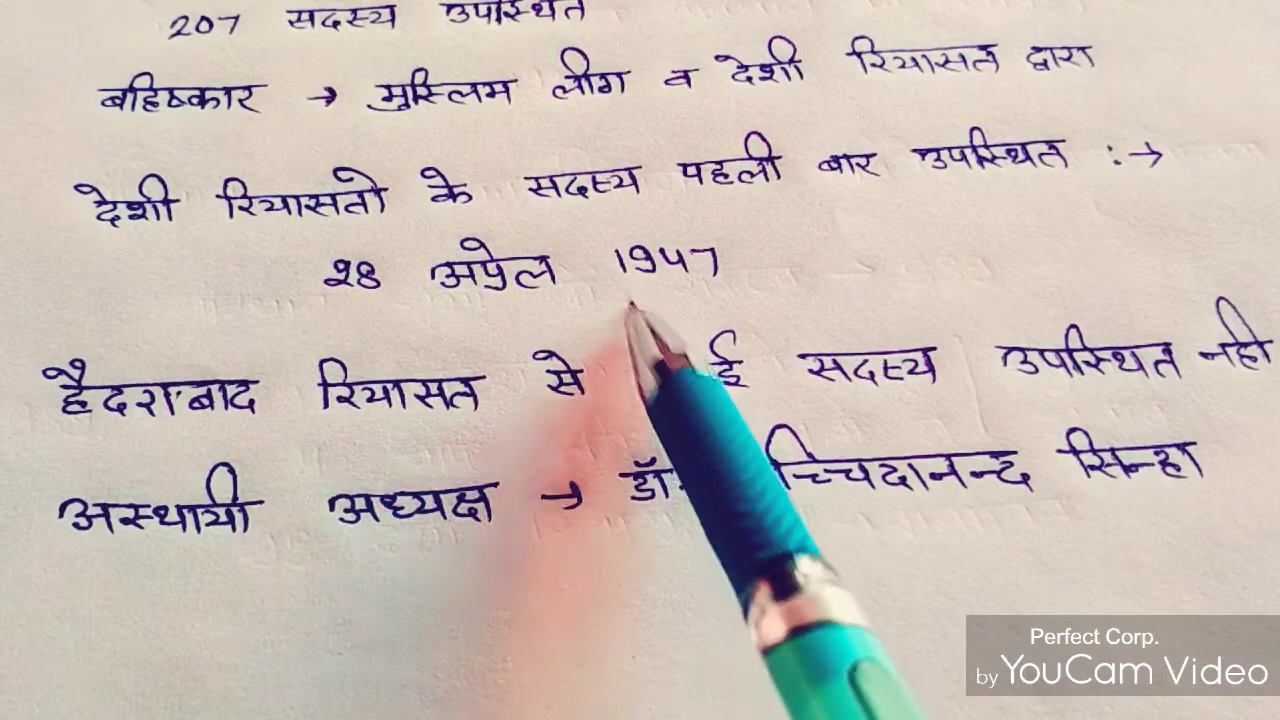 207 सदस्य उपस्थित
बहिष्कार → मुस्लिम लीग व देशी रियासत द्वारा
देशी रियासतो के सदस्य पहली बार उपस्थित :→
28 अप्रेल 1947
हैदराबाद रियासत से ई सदस्य उपस्थित नही
अस्थायी अध्यक्ष → डॉ. च्चिदानन्द सिन्हा
Perfect Corp.
by YouCam Video